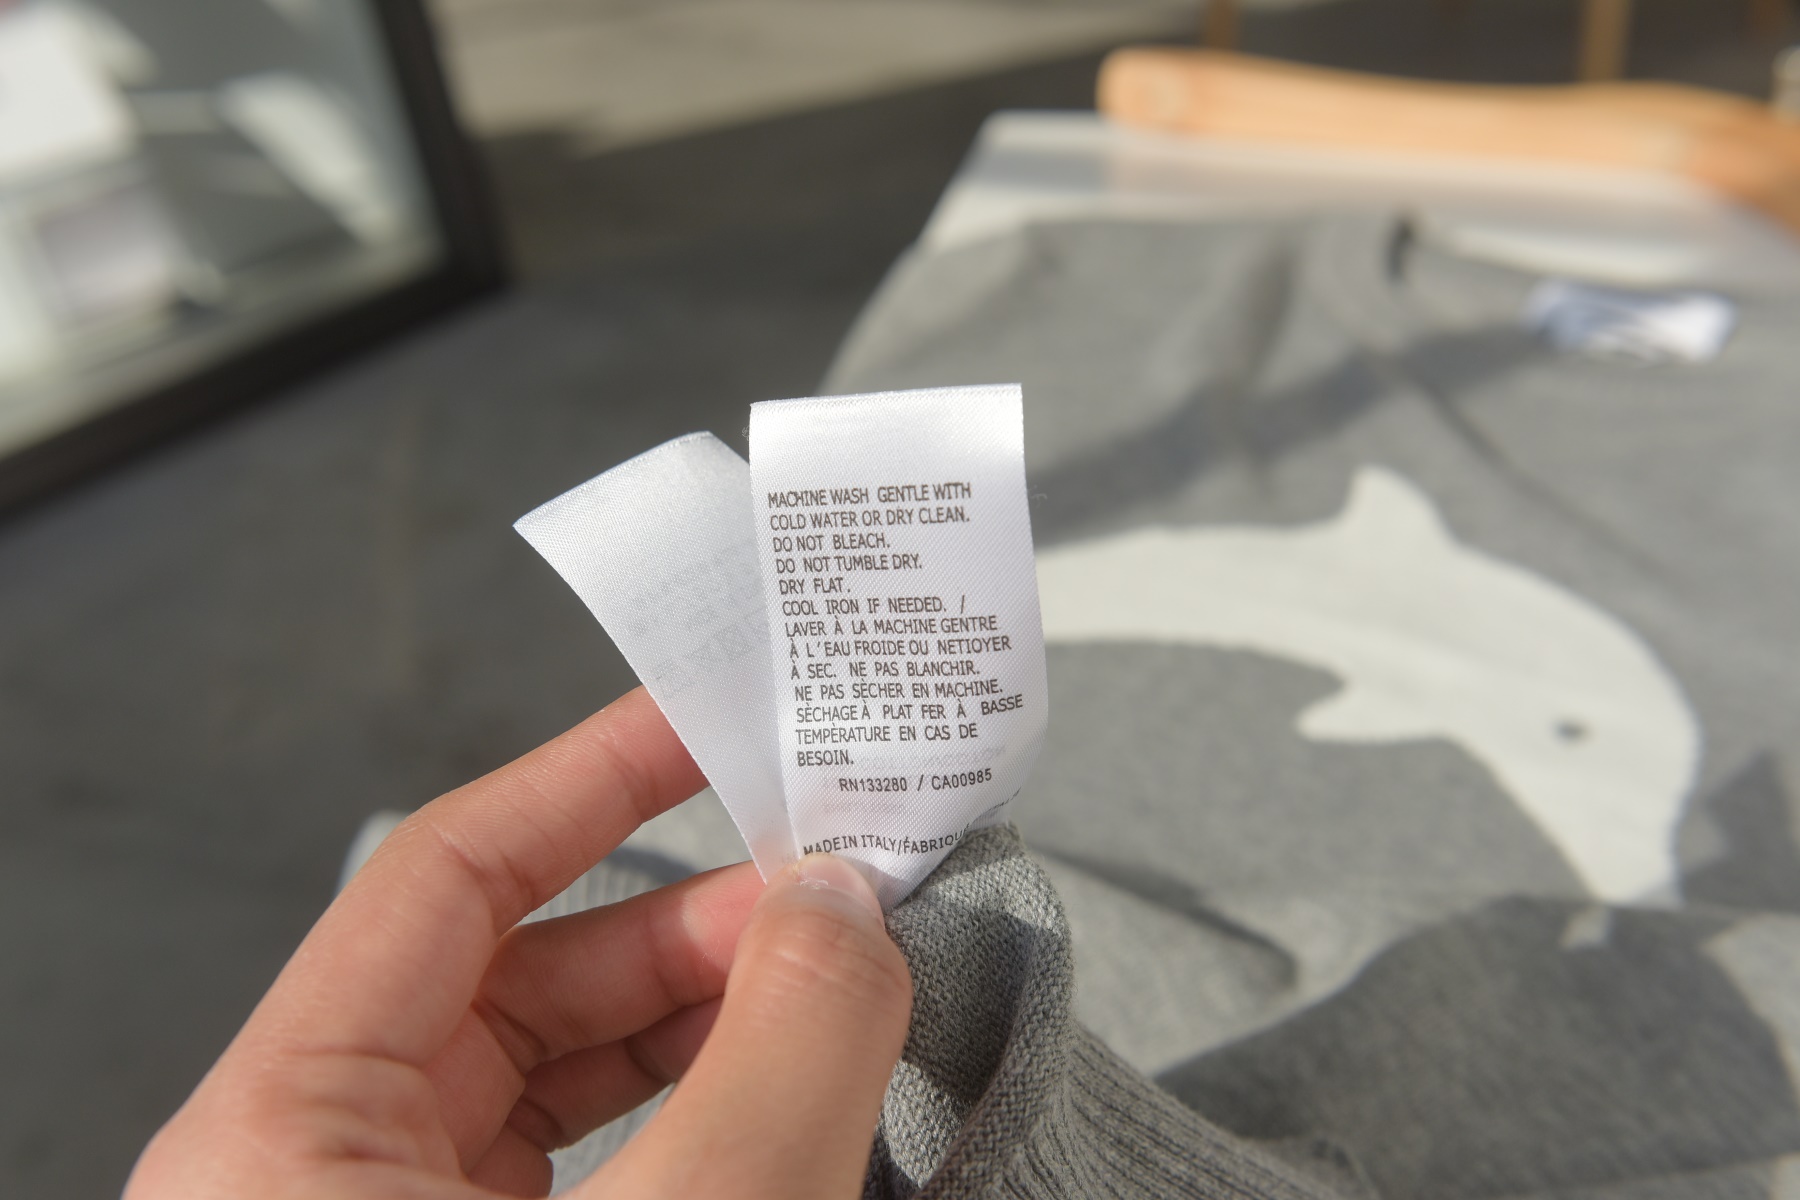 MACHINE WASH GENTLE WITH
COLD WATER OR DRY CLEAN.
DO NOT BLEACH.
DO NOT TUMBLE DRY.
DRY FLAT.
COOL IRON IF NEEDED. /
LAVER À LA MACHINE GENTRE
À L'EAU FROIDE OU NETIOYER
À SEC. NE PAS BLANCHIR.
NE PAS SÈCHER EN MACHINE.
SÈCHAGE À PLAT FER À BASSE
TEMPÈRATURE EN CAS DE
BESOIN.
RN133280 / CA00985
MADE IN ITALY/FABRIQU